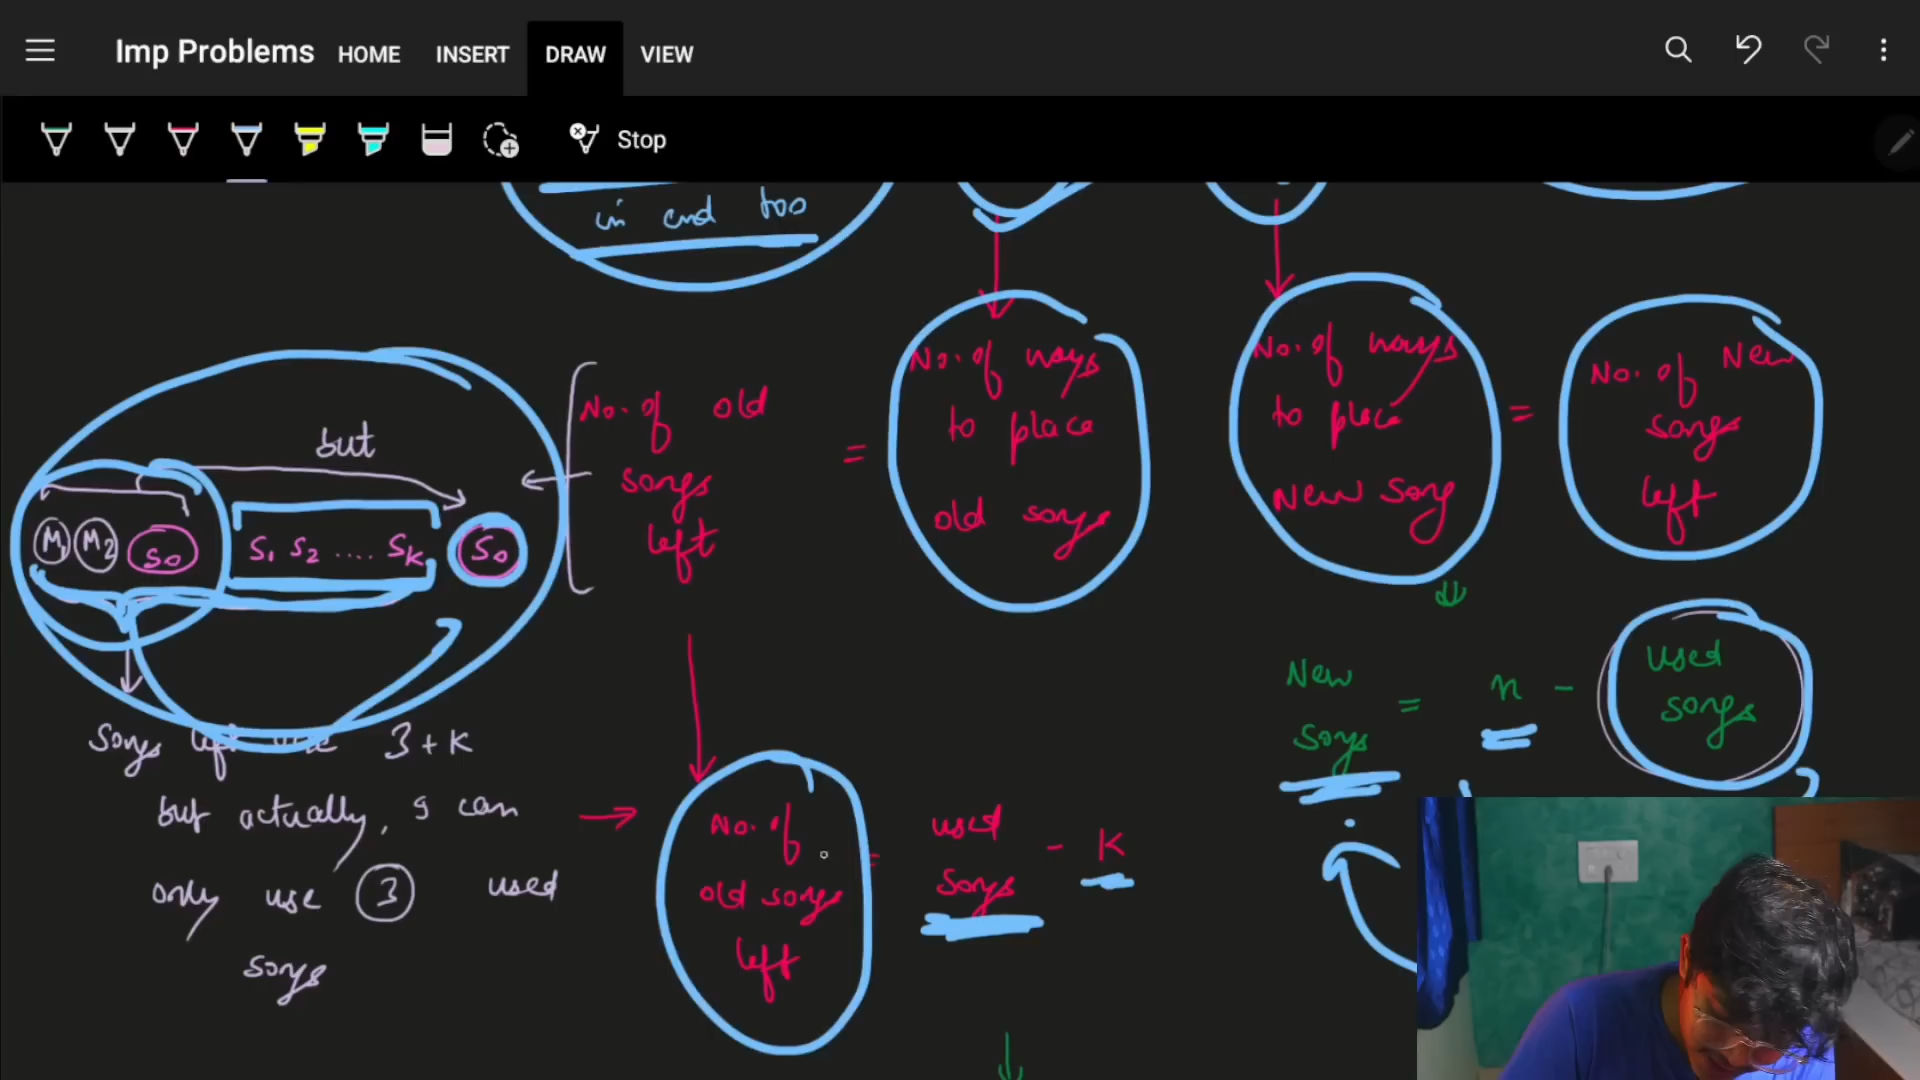 Imp Problems HOME INSERT DRAW VIEW
Stop
in end too
No. of ways
to place
old songs
No. of ways
to place
New song
=
No. of New
songs
left
but
No. of old
songs
left
=
M1 M2 S0 S1 S2 .... Sk S0
New
songs
=
n
-
used
songs
songs left are 3+K
but actually, I can
only use 3 used
songs
No. of
old songs
left
=
used
songs
- K